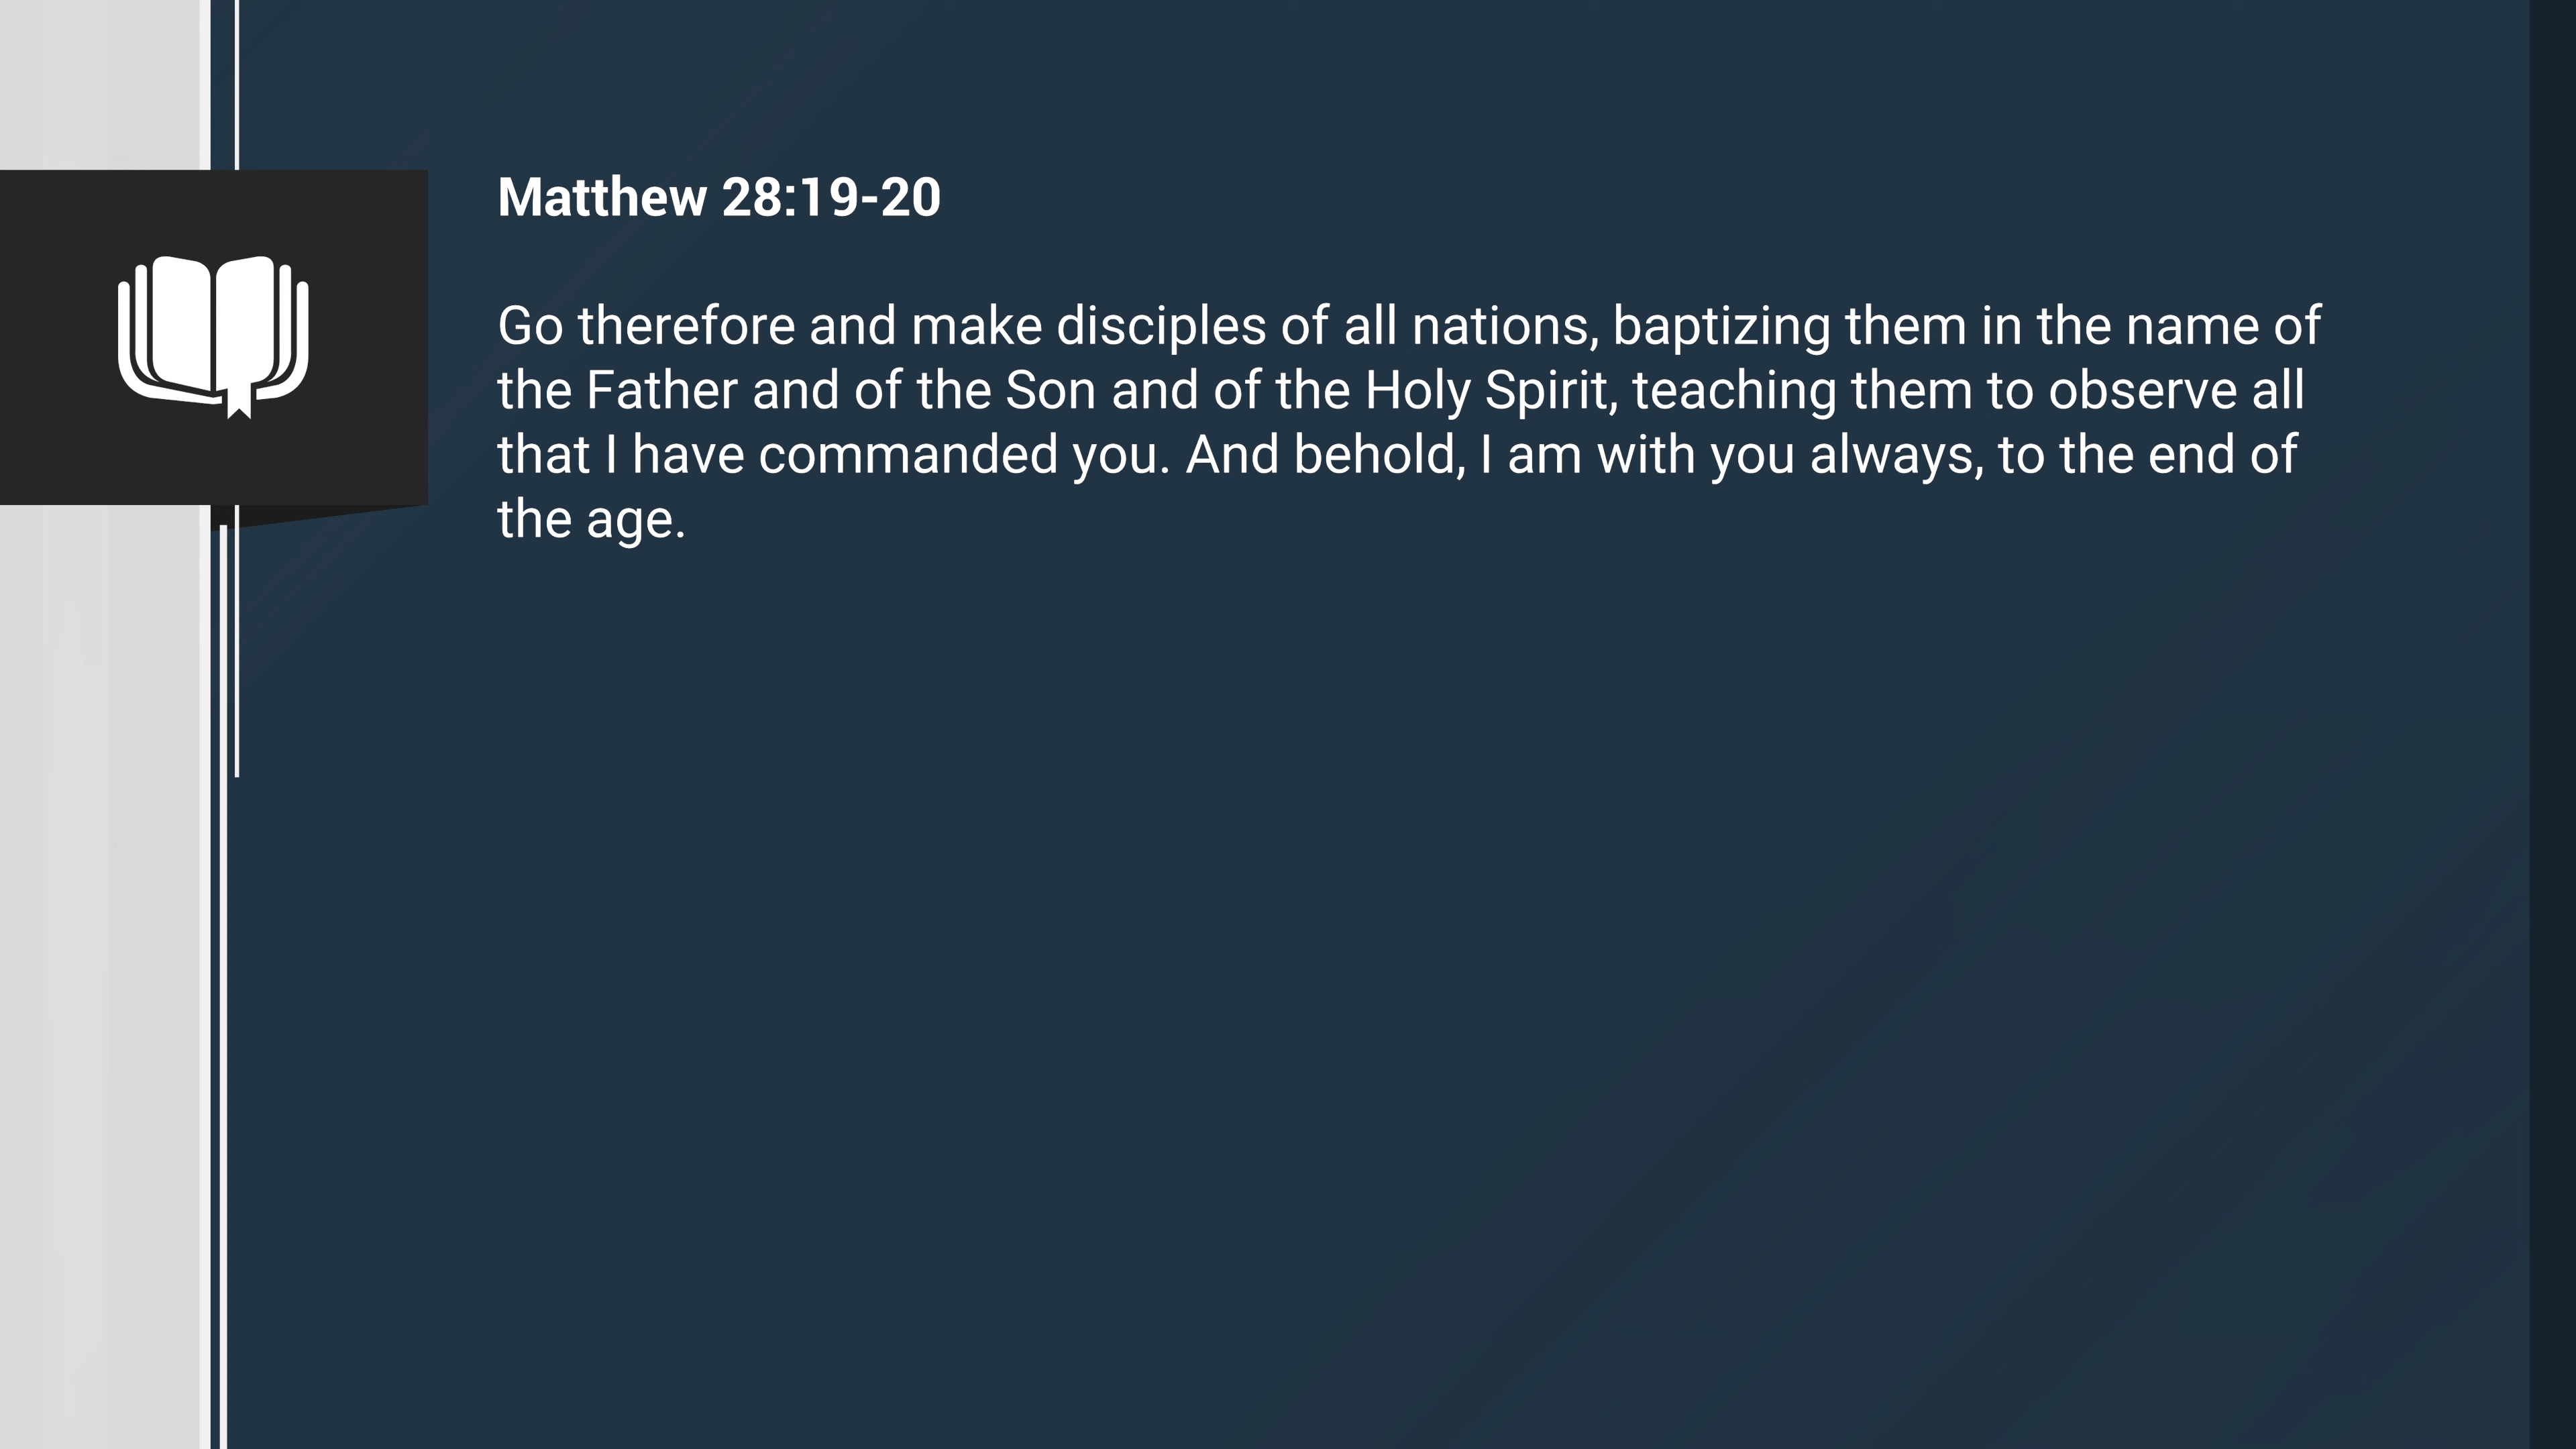 Matthew 28:19-20
Go therefore and make disciples of all nations, baptizing them in the name of
the Father and of the Son and of the Holy Spirit, teaching them to observe all
that I have commanded you. And behold, I am with you always, to the end of
the age.